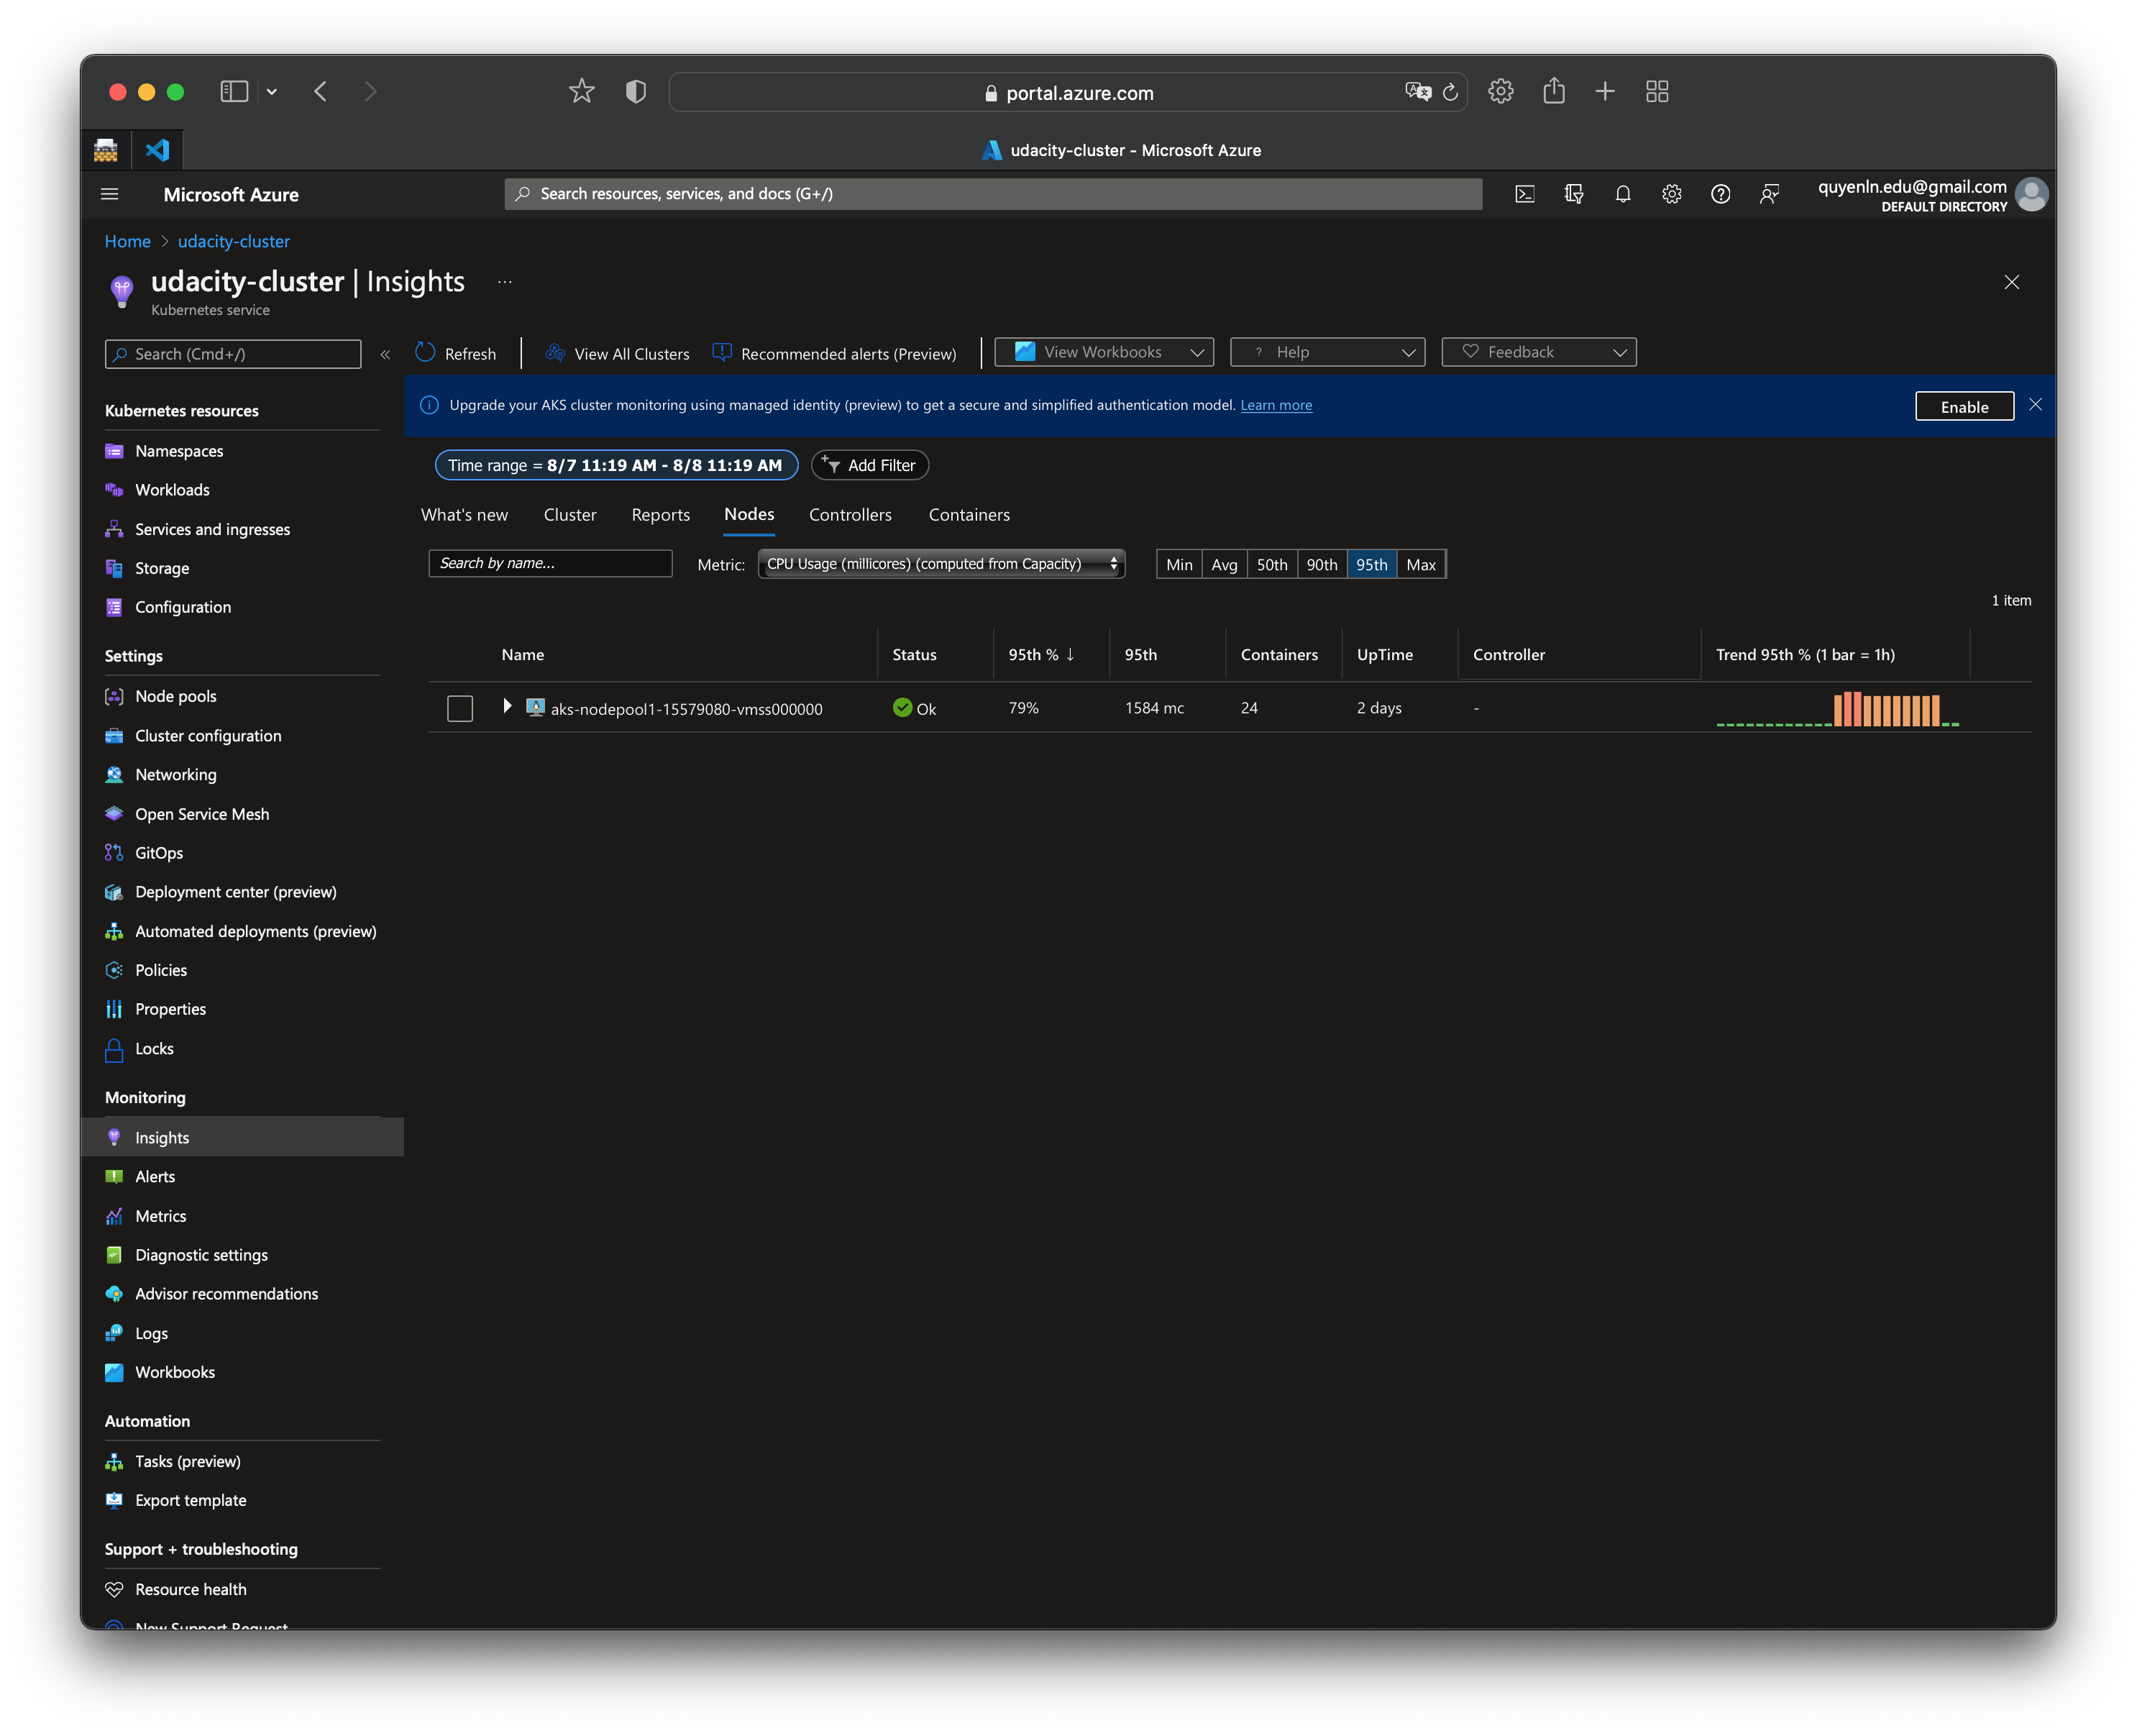 portal.azure.com
udacity-cluster - Microsoft Azure
Microsoft Azure
Search resources, services, and docs (G+/)
quyenln.edu@gmail.com
DEFAULT DIRECTORY
Home > udacity-cluster
udacity-cluster | Insights ...
Kubernetes service
Search (Cmd+/)
«
Refresh
View All Clusters
Recommended alerts (Preview)
View Workbooks
? Help
Feedback
Upgrade your AKS cluster monitoring using managed identity (preview) to get a secure and simplified authentication model. Learn more
Enable
Time range = 8/7 11:19 AM - 8/8 11:19 AM
Add Filter
What's new Cluster Reports Nodes Controllers Containers
Search by name...
Metric: CPU Usage (millicores) (computed from Capacity)
Min Avg 50th 90th 95th Max
1 item
Name Status 95th % ↓ 95th Containers UpTime Controller Trend 95th % (1 bar = 1h)
aks-nodepool1-15579080-vmss000000 Ok 79% 1584 mc 24 2 days -
Kubernetes resources
Namespaces
Workloads
Services and ingresses
Storage
Configuration
Settings
Node pools
Cluster configuration
Networking
Open Service Mesh
GitOps
Deployment center (preview)
Automated deployments (preview)
Policies
Properties
Locks
Monitoring
Insights
Alerts
Metrics
Diagnostic settings
Advisor recommendations
Logs
Workbooks
Automation
Tasks (preview)
Export template
Support + troubleshooting
Resource health
New Support Request